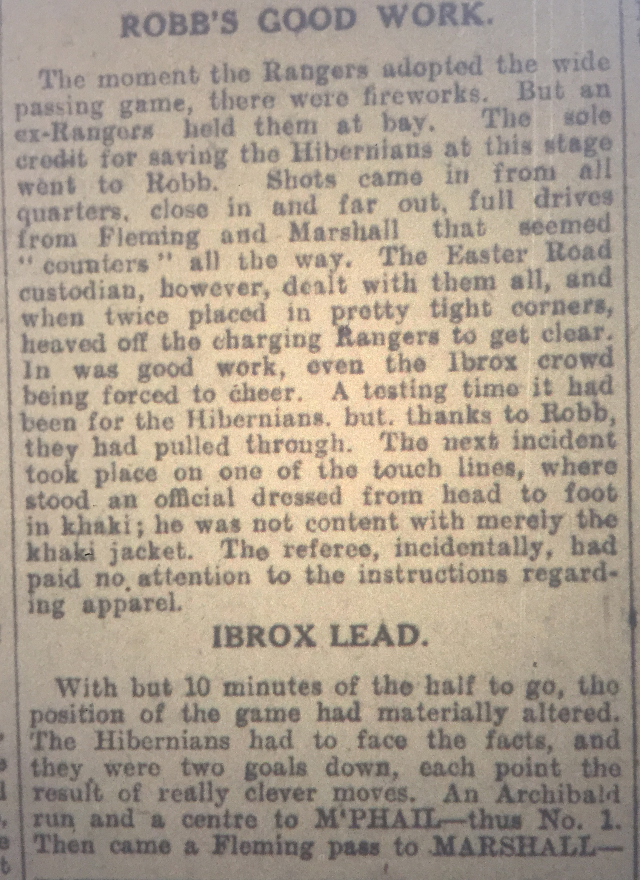 ROBB'S GOOD WORK.
The moment the Rangers adopted the wide
passing game, there were fireworks. But an
ex-Rangers held them at bay. The sole
credit for saving the Hibernians at this stage
went to Robb. Shots came in from all
quarters, close in and far out, full drives
from Fleming and Marshall that seemed
" counters " all the way. The Easter Road
custodian, however, dealt with them all, and
when twice placed in pretty tight corners,
heaved off the charging Rangers to get clear.
In was good work, even the Ibrox crowd
being forced to cheer. A testing time it had
been for the Hibernians, but, thanks to Robb,
they had pulled through. The next incident
took place on one of the touch lines, where
stood an official dressed from head to foot
in khaki; he was not content with merely the
khaki jacket. The referee, incidentally, had
paid no attention to the instructions regard-
ing apparel.
IBROX LEAD.
With but 10 minutes of the half to go, the
position of the game had materially altered.
The Hibernians had to face the facts, and
they were two goals down, each point the
result of really clever moves. An Archibald
run and a centre to M'PHAIL—thus No. 1.
Then came a Fleming pass to MARSHALL—